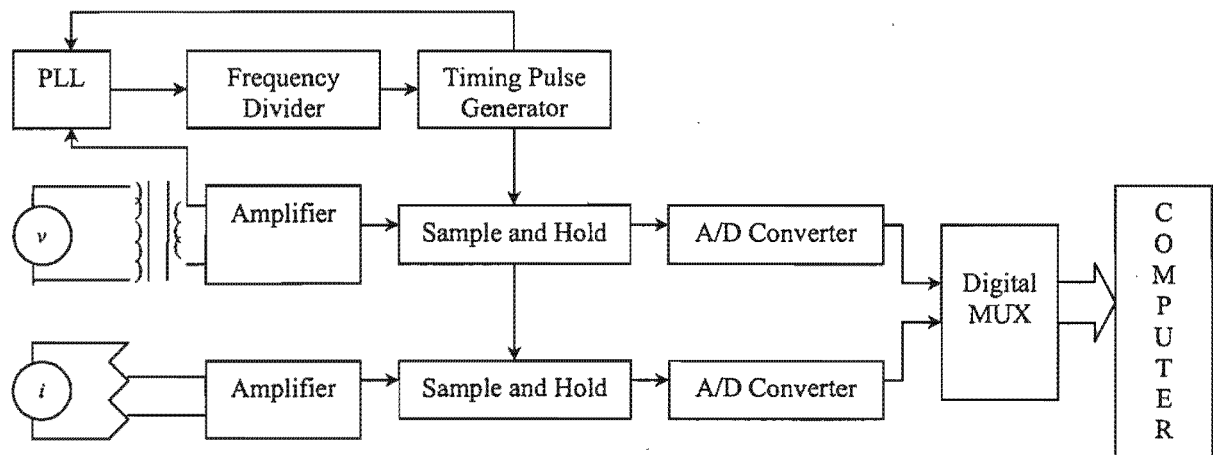 PLL
Frequency
Divider
Timing Pulse
Generator
v
Amplifier
Sample and Hold
A/D Converter
Digital
MUX
C
O
M
P
U
T
E
R
i
Amplifier
Sample and Hold
A/D Converter